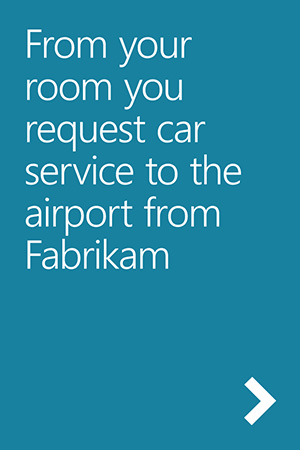 From your
room you
request car
service to the
airport from
Fabrikam